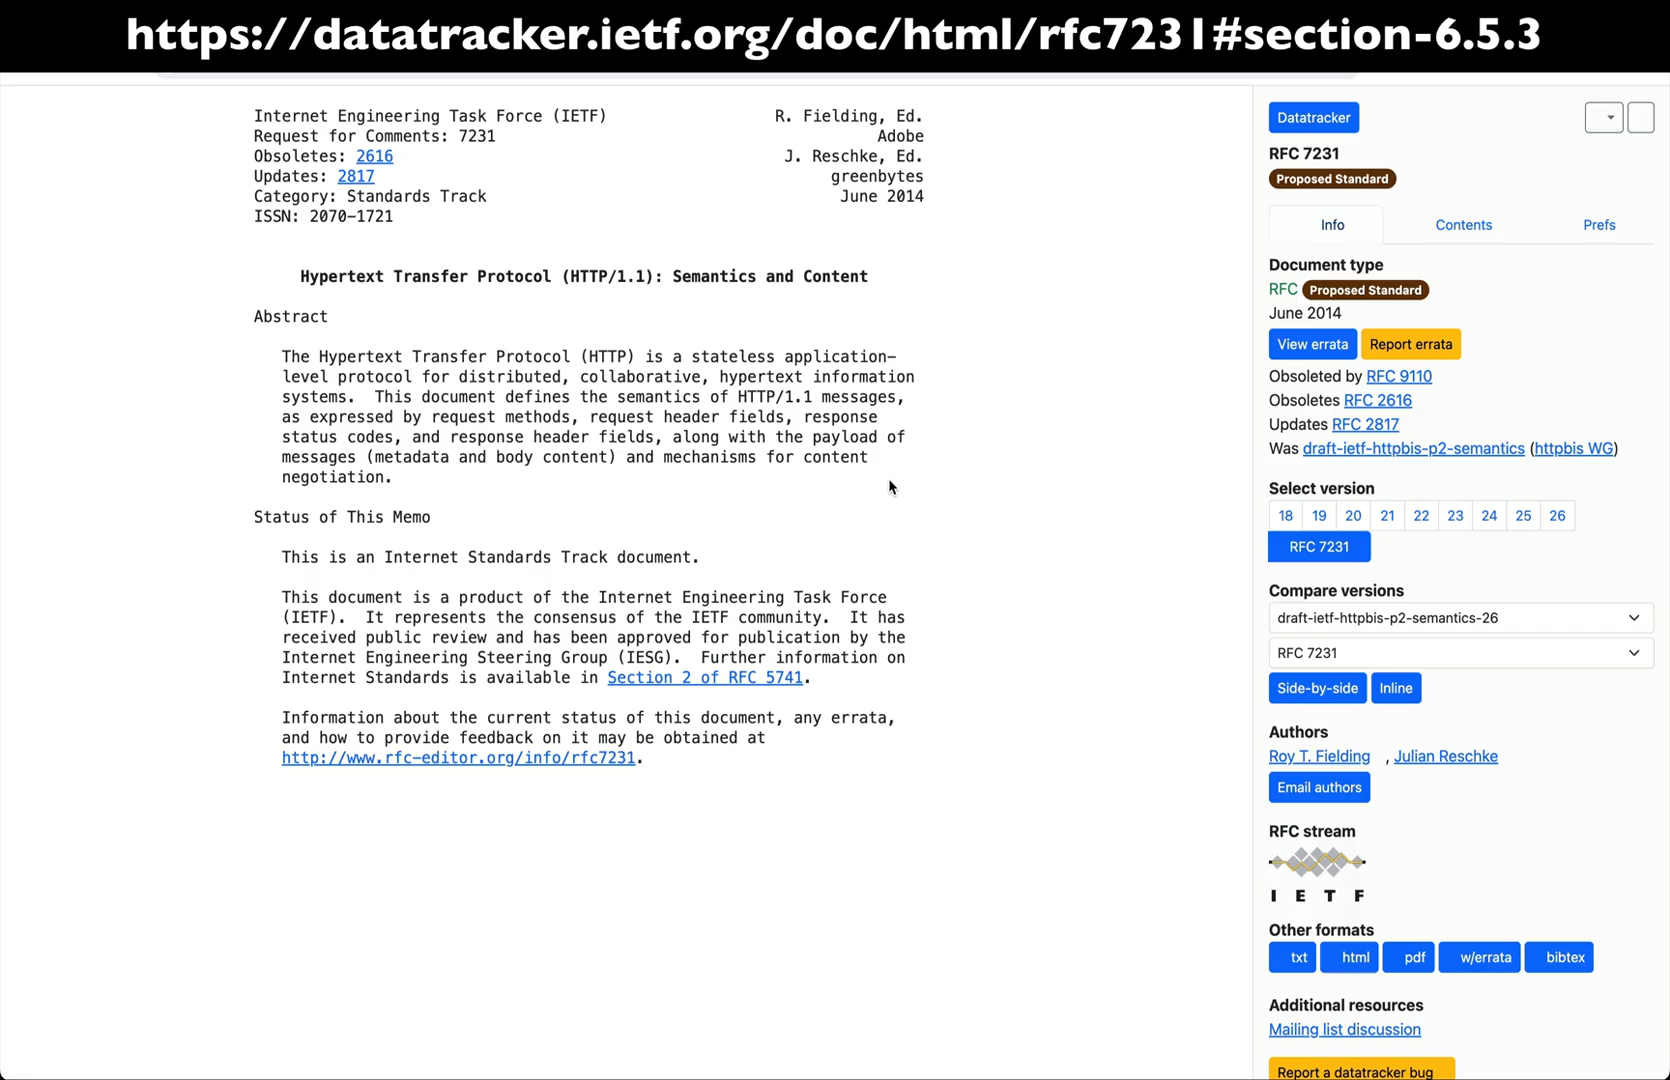 https://datatracker.ietf.org/doc/html/rfc7231#section-6.5.3
Internet Engineering Task Force (IETF) R. Fielding, Ed.
Request for Comments: 7231 Adobe
Obsoletes: 2616 J. Reschke, Ed.
Updates: 2817 greenbytes
Category: Standards Track June 2014
ISSN: 2070-1721
Hypertext Transfer Protocol (HTTP/1.1): Semantics and Content
Abstract
The Hypertext Transfer Protocol (HTTP) is a stateless application-
level protocol for distributed, collaborative, hypertext information
systems. This document defines the semantics of HTTP/1.1 messages,
as expressed by request methods, request header fields, response
status codes, and response header fields, along with the payload of
messages (metadata and body content) and mechanisms for content
negotiation.
Status of This Memo
This is an Internet Standards Track document.
This document is a product of the Internet Engineering Task Force
(IETF). It represents the consensus of the IETF community. It has
received public review and has been approved for publication by the
Internet Engineering Steering Group (IESG). Further information on
Internet Standards is available in Section 2 of RFC 5741.
Information about the current status of this document, any errata,
and how to provide feedback on it may be obtained at
http://www.rfc-editor.org/info/rfc7231.
Datatracker
RFC 7231
Proposed Standard
Info Contents Prefs
Document type
RFC Proposed Standard
June 2014
View errata Report errata
Obsoleted by RFC 9110
Obsoletes RFC 2616
Updates RFC 2817
Was draft-ietf-httpbis-p2-semantics (httpbis WG)
Select version
18 19 20 21 22 23 24 25 26
RFC 7231
Compare versions
draft-ietf-httpbis-p2-semantics-26
RFC 7231
Side-by-side Inline
Authors
Roy T. Fielding , Julian Reschke
Email authors
RFC stream
I E T F
Other formats
txt html pdf w/errata bibtex
Additional resources
Mailing list discussion
Report a datatracker bug